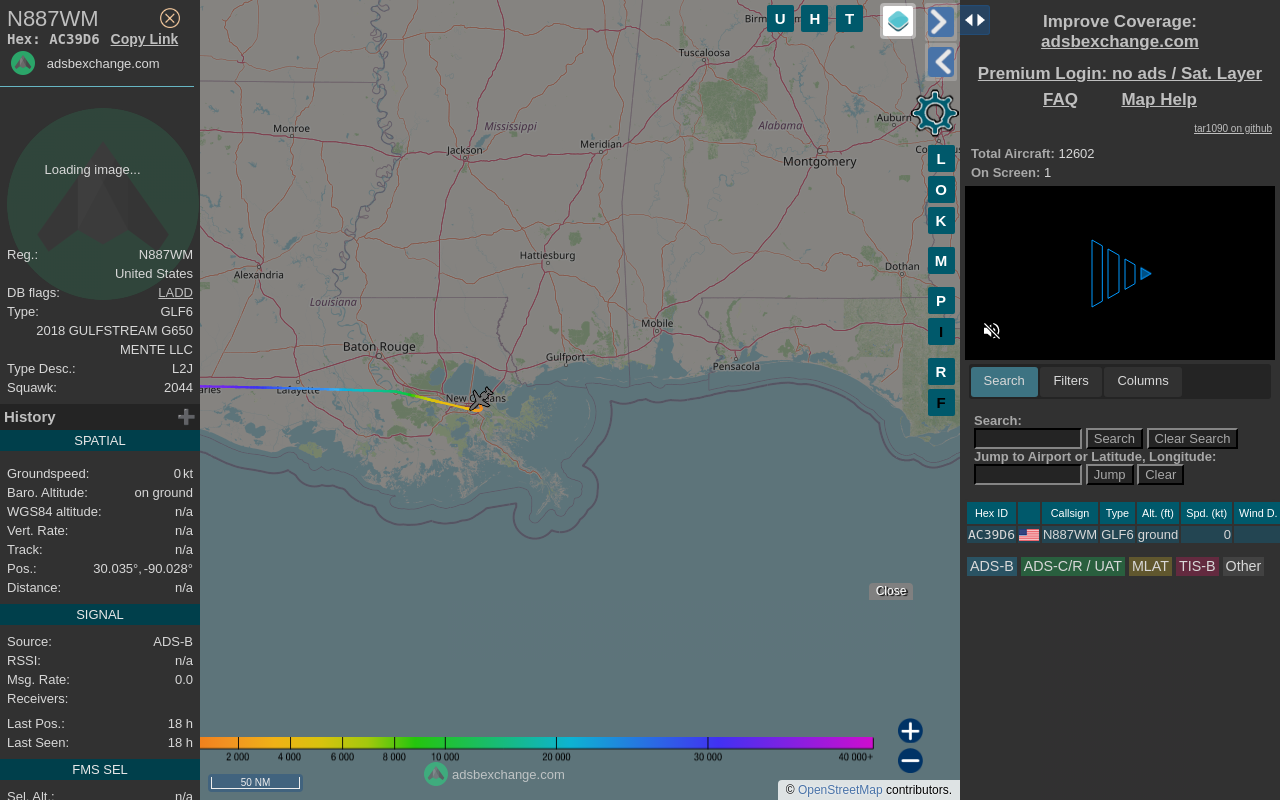 N887WM
Hex: AC39D6 Copy Link
adsbexchange.com
Loading image...
Reg.: N887WM
United States
DB flags: LADD
Type: GLF6
2018 GULFSTREAM G650
MENTE LLC
Type Desc.: L2J
Squawk: 2044
History
SPATIAL
Groundspeed: 0 kt
Baro. Altitude: on ground
WGS84 altitude: n/a
Vert. Rate: n/a
Track: n/a
Pos.: 30.035°, -90.028°
Distance: n/a
SIGNAL
Source: ADS-B
RSSI: n/a
Msg. Rate: 0.0
Receivers:
Last Pos.: 18 h
Last Seen: 18 h
FMS SEL
Sel. Alt.: n/a
U H T
Tuscaloosa
Monroe
Mississippi
Alabama
Jackson
Meridian
Montgomery
Hattiesburg
Alexandria
Dothan
Louisiana
Mobile
Baton Rouge
Gulfport
Pensacola
Lafayette
L
O
K
M
P
I
R
F
Close
2 000 4 000 6 000 8 000 10 000 20 000 30 000 40 000+
adsbexchange.com
50 NM
© OpenStreetMap contributors.
Improve Coverage:
adsbexchange.com
Premium Login: no ads / Sat. Layer
FAQ Map Help
tar1090 on github
Total Aircraft: 12602
On Screen: 1
Search Filters Columns
Search:
Search Clear Search
Jump to Airport or Latitude, Longitude:
Jump Clear
Hex ID Callsign Type Alt. (ft) Spd. (kt) Wind D.
AC39D6 N887WM GLF6 ground 0
ADS-B ADS-C/R / UAT MLAT TIS-B Other